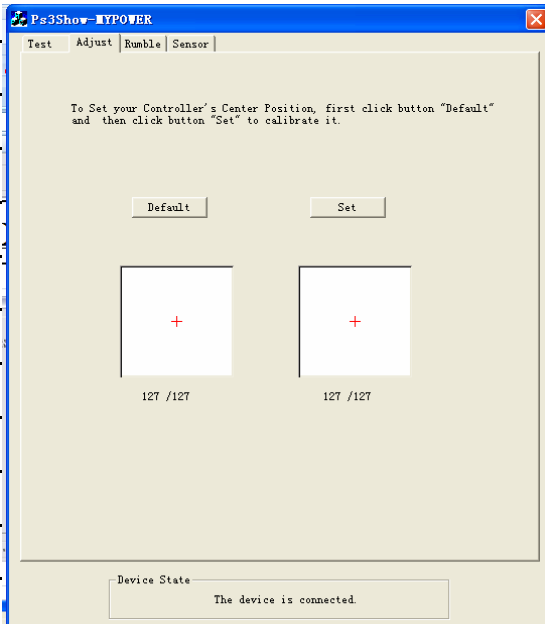 Ps3Show-MYPOWER
Test Adjust Rumble Sensor
To Set your Controller's Center Position, first click button "Default"
and then click button "Set" to calibrate it.
Default Set
127 /127 127 /127
Device State
The device is connected.